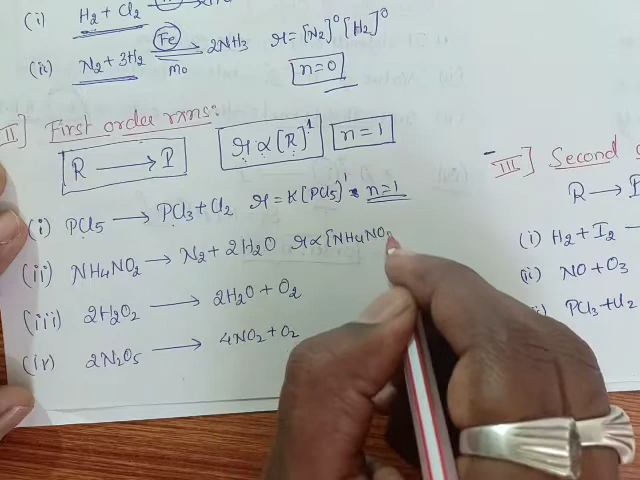 (i) H2 + Cl2
(ii) N2 + 3H2 Fe Mo 2NH3 r = [N2]⁰ [H2]⁰
n=0
II] First order rxns:
R ⟶ P r ∝ [R]¹ n=1
(i) PCl5 ⟶ PCl3 + Cl2 r = K[PCl5]¹ n=1
(ii) NH4NO2 ⟶ N2 + 2H2O r ∝ [NH4NO
(iii) 2H2O2 ⟶ 2H2O + O2
(iv) 2N2O5 ⟶ 4NO2 + O2
III] Second
R ⟶ P
(i) H2 + I2
(ii) NO + O3
PCl3 + Cl2